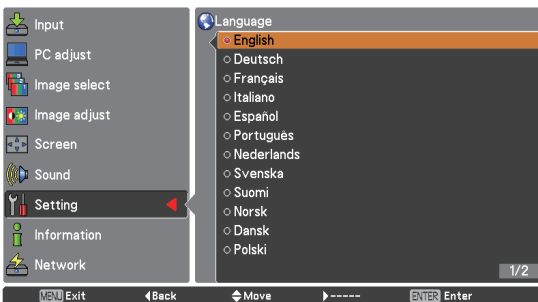 Input
PC adjust
Image select
Image adjust
Screen
Sound
Setting
Information
Network
Language
English
Deutsch
Français
Italiano
Español
Português
Nederlands
Svenska
Suomi
Norsk
Dansk
Polski
1/2
MENU Exit
Back
Move
-----
ENTER Enter